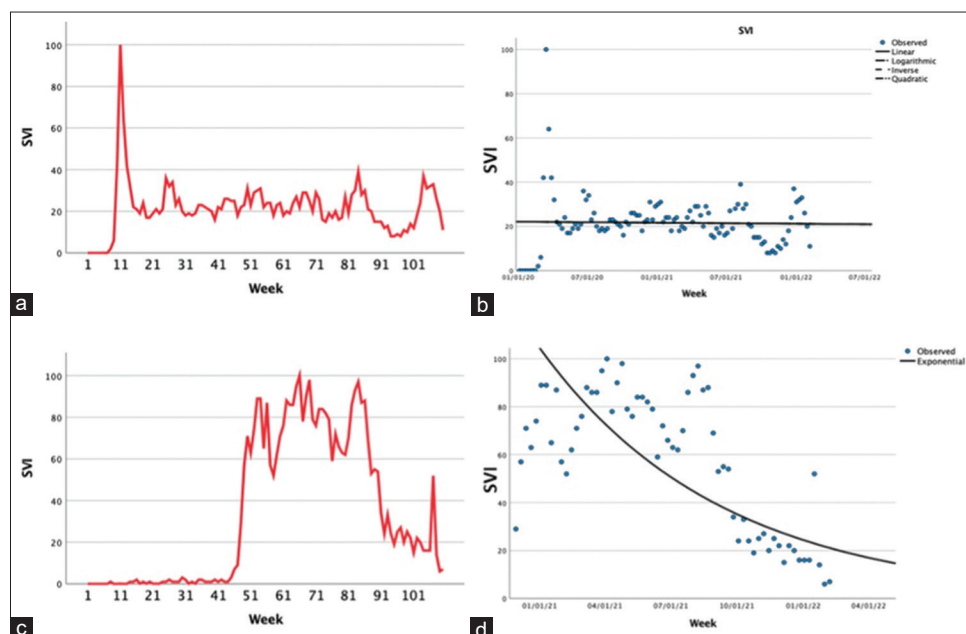 100
80
60
40
20
0
SVI
1 11 21 31 41 51 61 71 81 91 101
Week
a
SVI
100
80
60
40
20
0
SVI
01/01/20 07/01/20 01/01/21 07/01/21 01/01/22 07/01/22
Week
Observed
Linear
Logarithmic
Inverse
Quadratic
b
100
80
60
40
20
0
SVI
1 11 21 31 41 51 61 71 81 91 101
Week
c
100
80
60
40
20
0
SVI
01/01/21 04/01/21 07/01/21 10/01/21 01/01/22 04/01/22
Week
Observed
Exponential
d